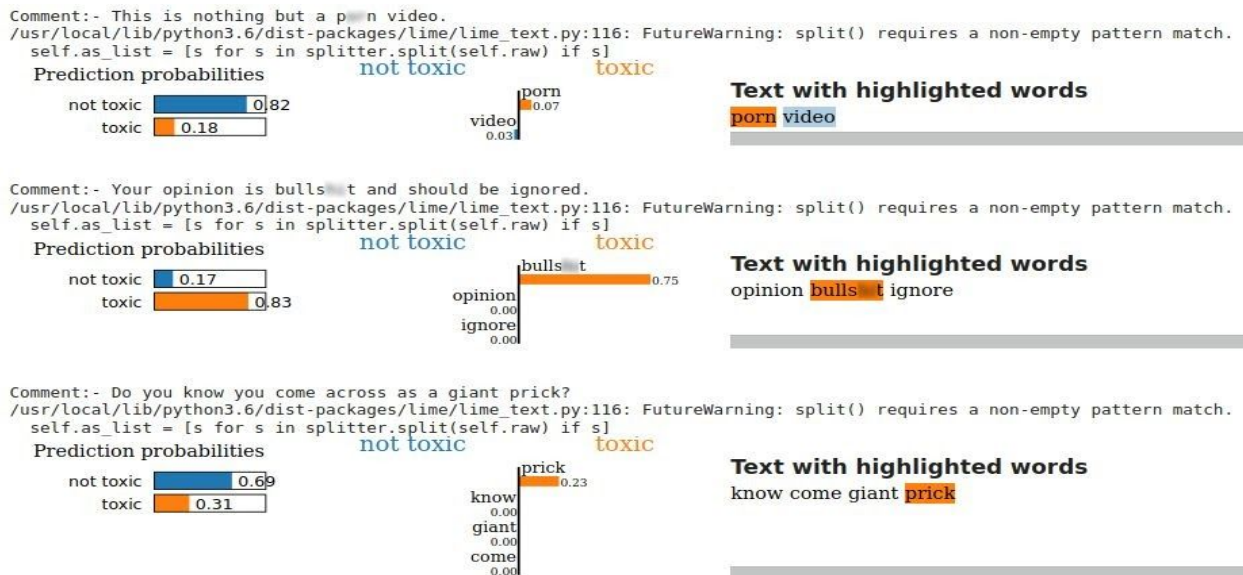 Comment:- This is nothing but a p n video.
/usr/local/lib/python3.6/dist-packages/lime/lime_text.py:116: FutureWarning: split() requires a non-empty pattern match.
self.as_list = [s for s in splitter.split(self.raw) if s]
Prediction probabilities
not toxic 0.82
toxic 0.18
not toxic toxic
porn
0.07
video
0.03
Text with highlighted words
porn video
Comment:- Your opinion is bulls t and should be ignored.
/usr/local/lib/python3.6/dist-packages/lime/lime_text.py:116: FutureWarning: split() requires a non-empty pattern match.
self.as_list = [s for s in splitter.split(self.raw) if s]
Prediction probabilities
not toxic 0.17
toxic 0.83
not toxic toxic
bulls t
0.75
opinion
0.00
ignore
0.00
Text with highlighted words
opinion bulls t ignore
Comment:- Do you know you come across as a giant prick?
/usr/local/lib/python3.6/dist-packages/lime/lime_text.py:116: FutureWarning: split() requires a non-empty pattern match.
self.as_list = [s for s in splitter.split(self.raw) if s]
Prediction probabilities
not toxic 0.69
toxic 0.31
not toxic toxic
prick
0.23
know
0.00
giant
0.00
come
0.00
Text with highlighted words
know come giant prick